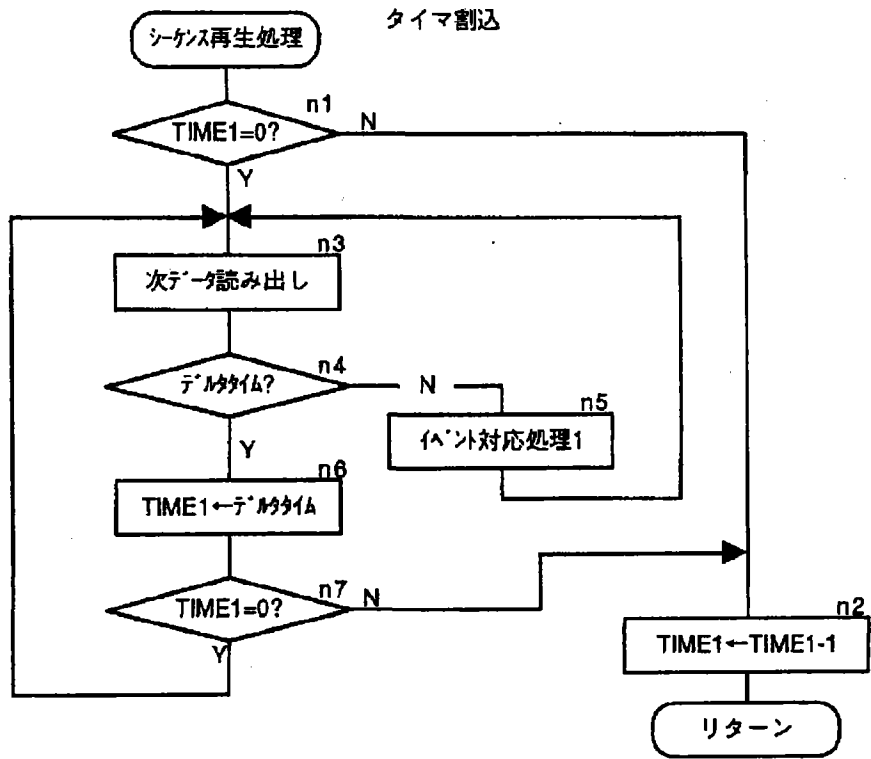 タイマ割込
シーケンス再生処理
n1
TIME1=0?
N
Y
n3
次データ読み出し
n4
デルタタイム?
N
n5
イベント対応処理1
Y
n6
TIME1←デルタタイム
n7
TIME1=0?
N
Y
n2
TIME1←TIME1-1
リターン